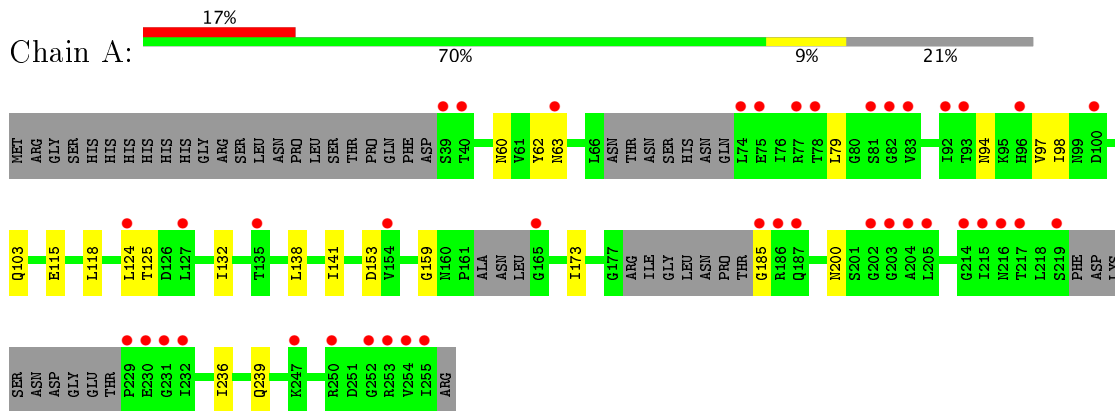 17%
Chain A:
70% 9% 21%
MET ARG GLY SER HIS HIS HIS HIS HIS HIS GLY ARG SER LEU ASN PRO LEU SER THR PRO GLN PHE ASP S39 T40 N60 V61 Y62 N63 L66 ASN THR ASN SER HIS ASN GLN L74 E75 I76 R77 T78 L79 G80 S81 G82 V83 I92 T93 N94 K95 H96 V97 I98 N99 D100
Q103 E115 L118 L124 T125 D126 L127 I132 T135 L138 I141 D153 V154 G159 N160 P161 ALA ASN LEU G165 I173 G177 ARG ILE GLY LEU ASN PRO THR G185 R186 Q187 N200 S201 G202 G203 A204 L205 G214 I215 N216 T217 L218 S219 PHE ASP LYS
SER ASN ASP GLY GLU THR P229 E230 G231 I232 I236 Q239 K247 R250 D251 G252 R253 V254 I255 ARG